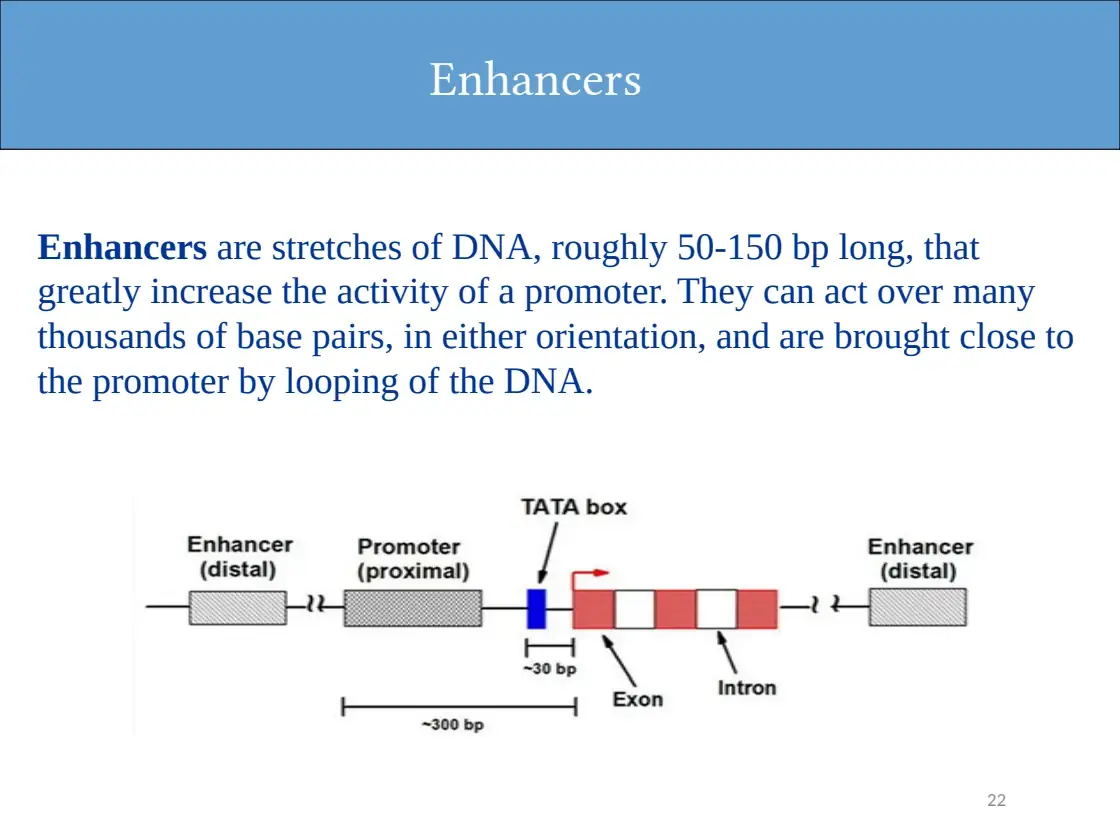 Enhancers
Enhancers are stretches of DNA, roughly 50-150 bp long, that
greatly increase the activity of a promoter. They can act over many
thousands of base pairs, in either orientation, and are brought close to
the promoter by looping of the DNA.
TATA box
Enhancer
(distal)
Promoter
(proximal)
Enhancer
(distal)
~30 bp
Exon
Intron
~300 bp
22